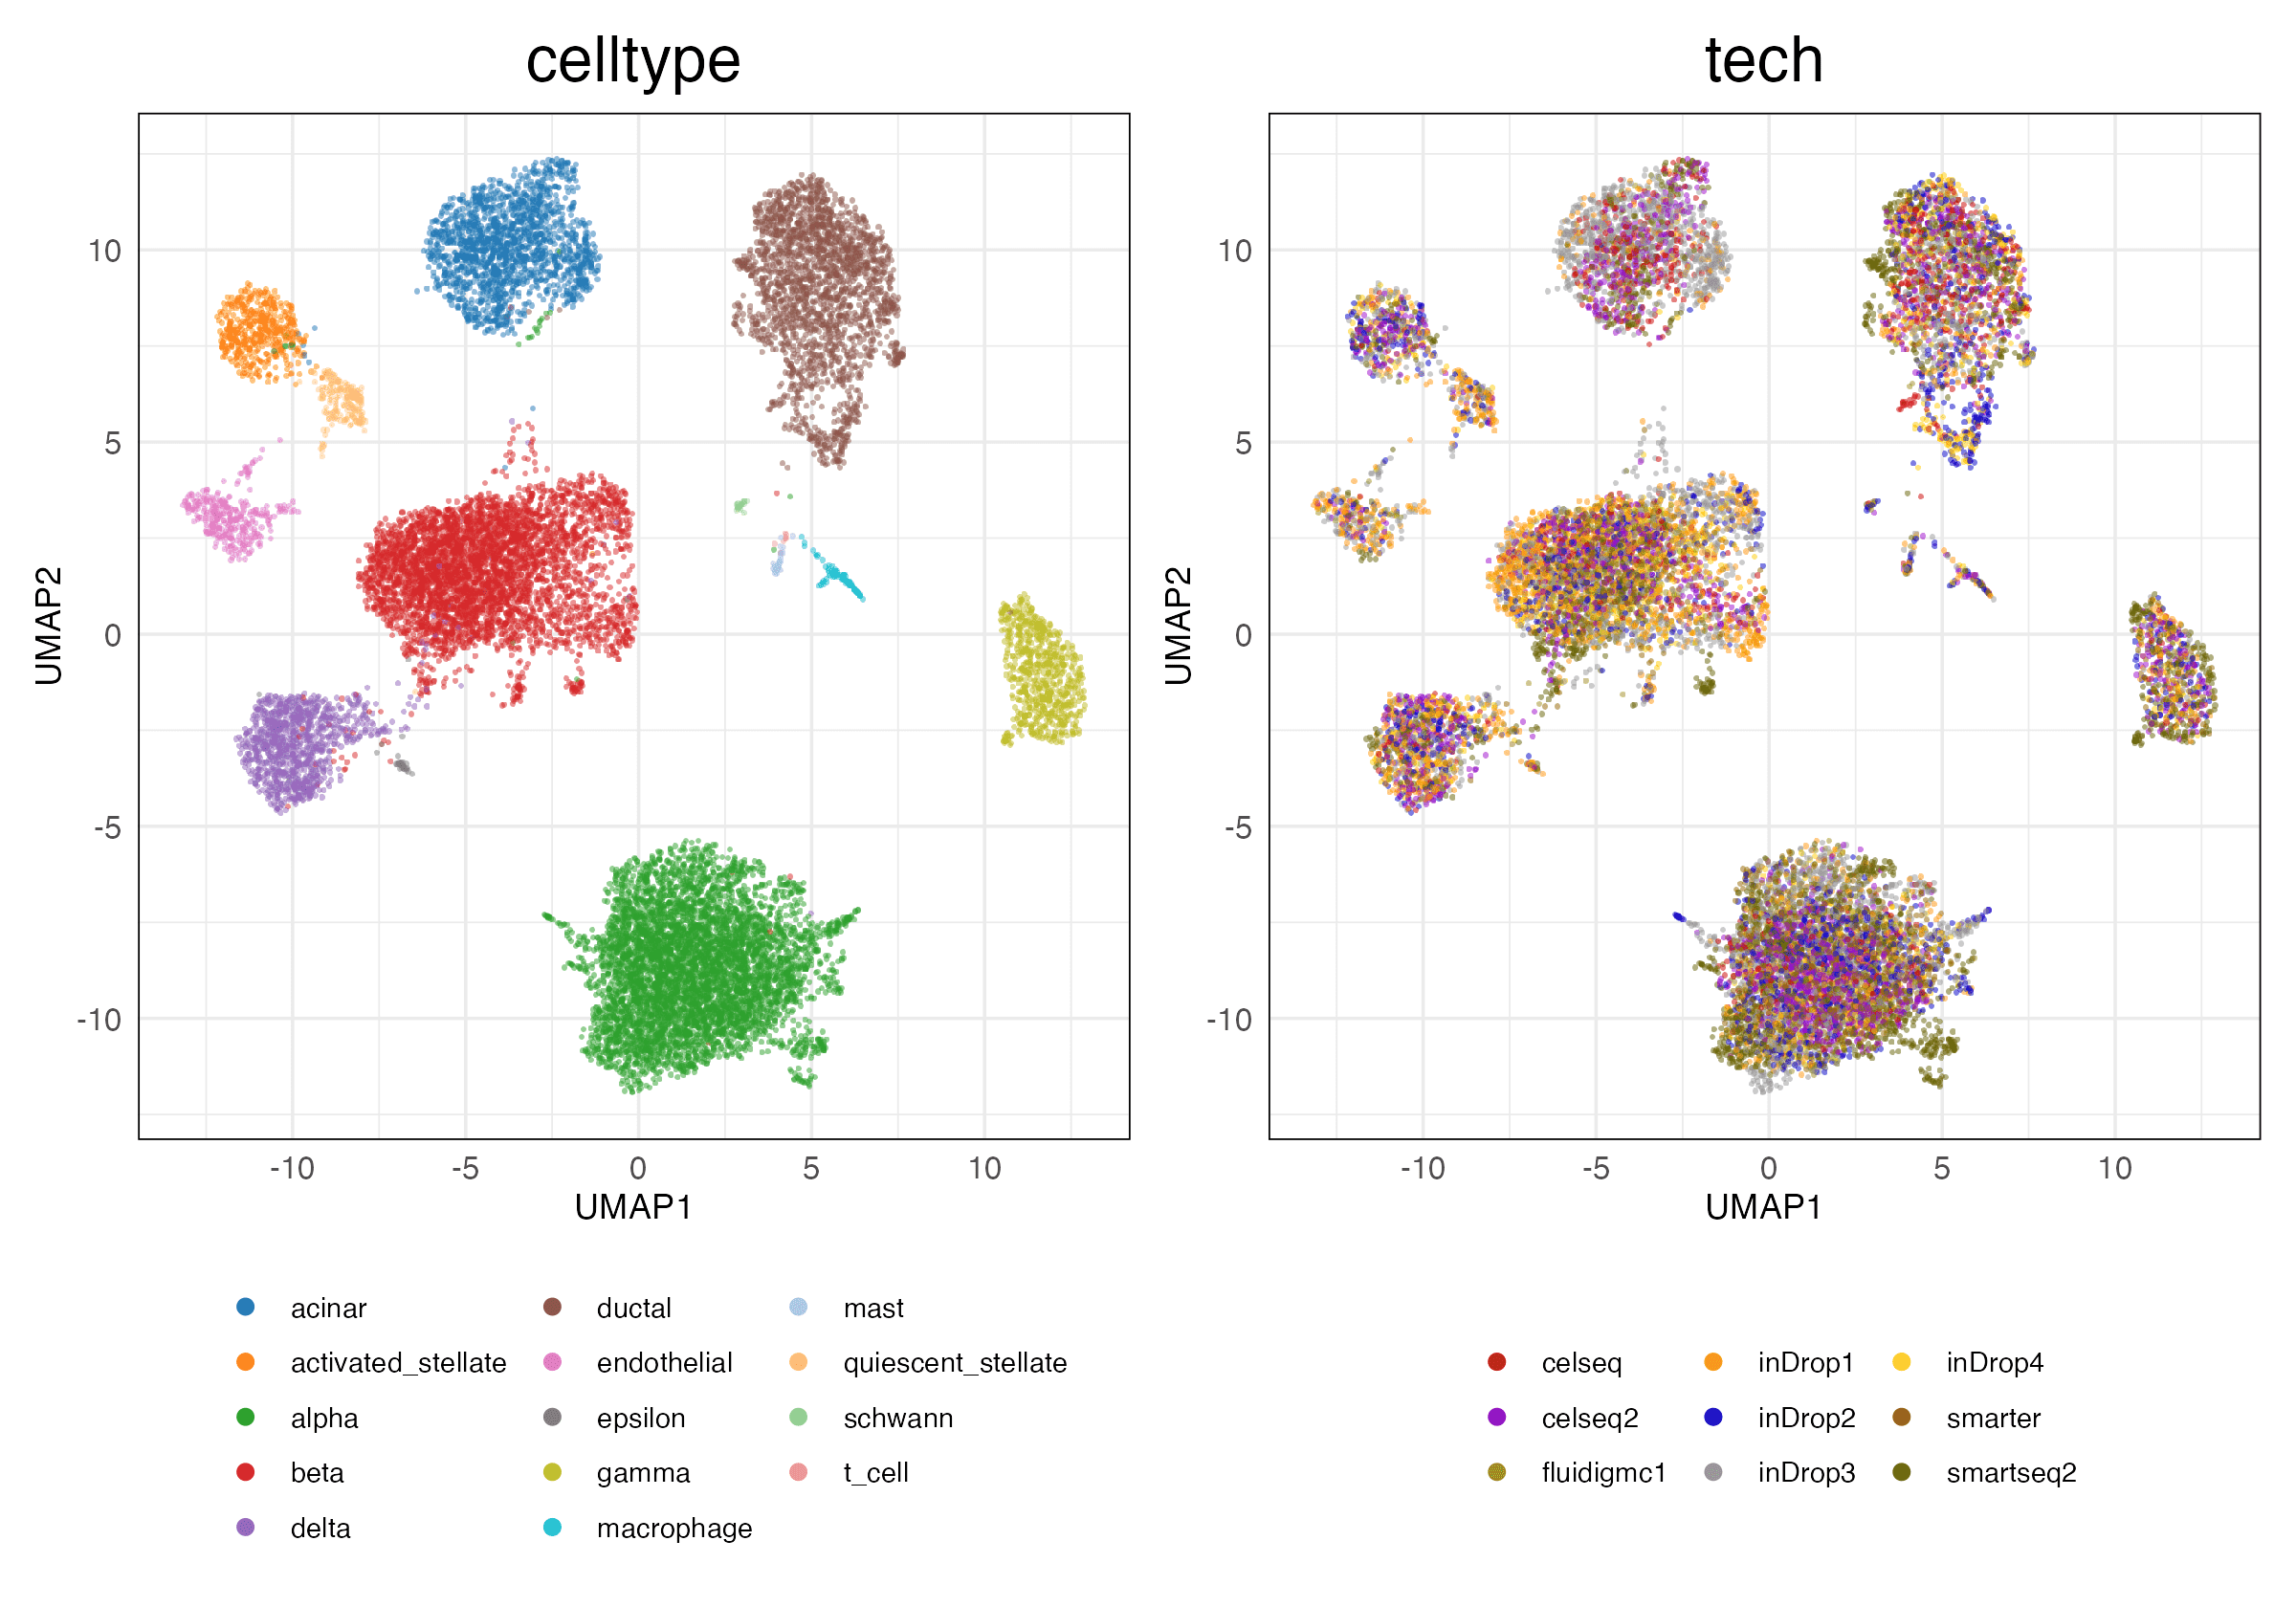 celltype
tech
UMAP2
10
5
0
-5
-10
-10 -5 0 5 10
UMAP1
UMAP2
10
5
0
-5
-10
-10 -5 0 5 10
UMAP1
acinar
activated_stellate
alpha
beta
delta
ductal
endothelial
epsilon
gamma
macrophage
mast
quiescent_stellate
schwann
t_cell
celseq
celseq2
fluidigmc1
inDrop1
inDrop2
inDrop3
inDrop4
smarter
smartseq2